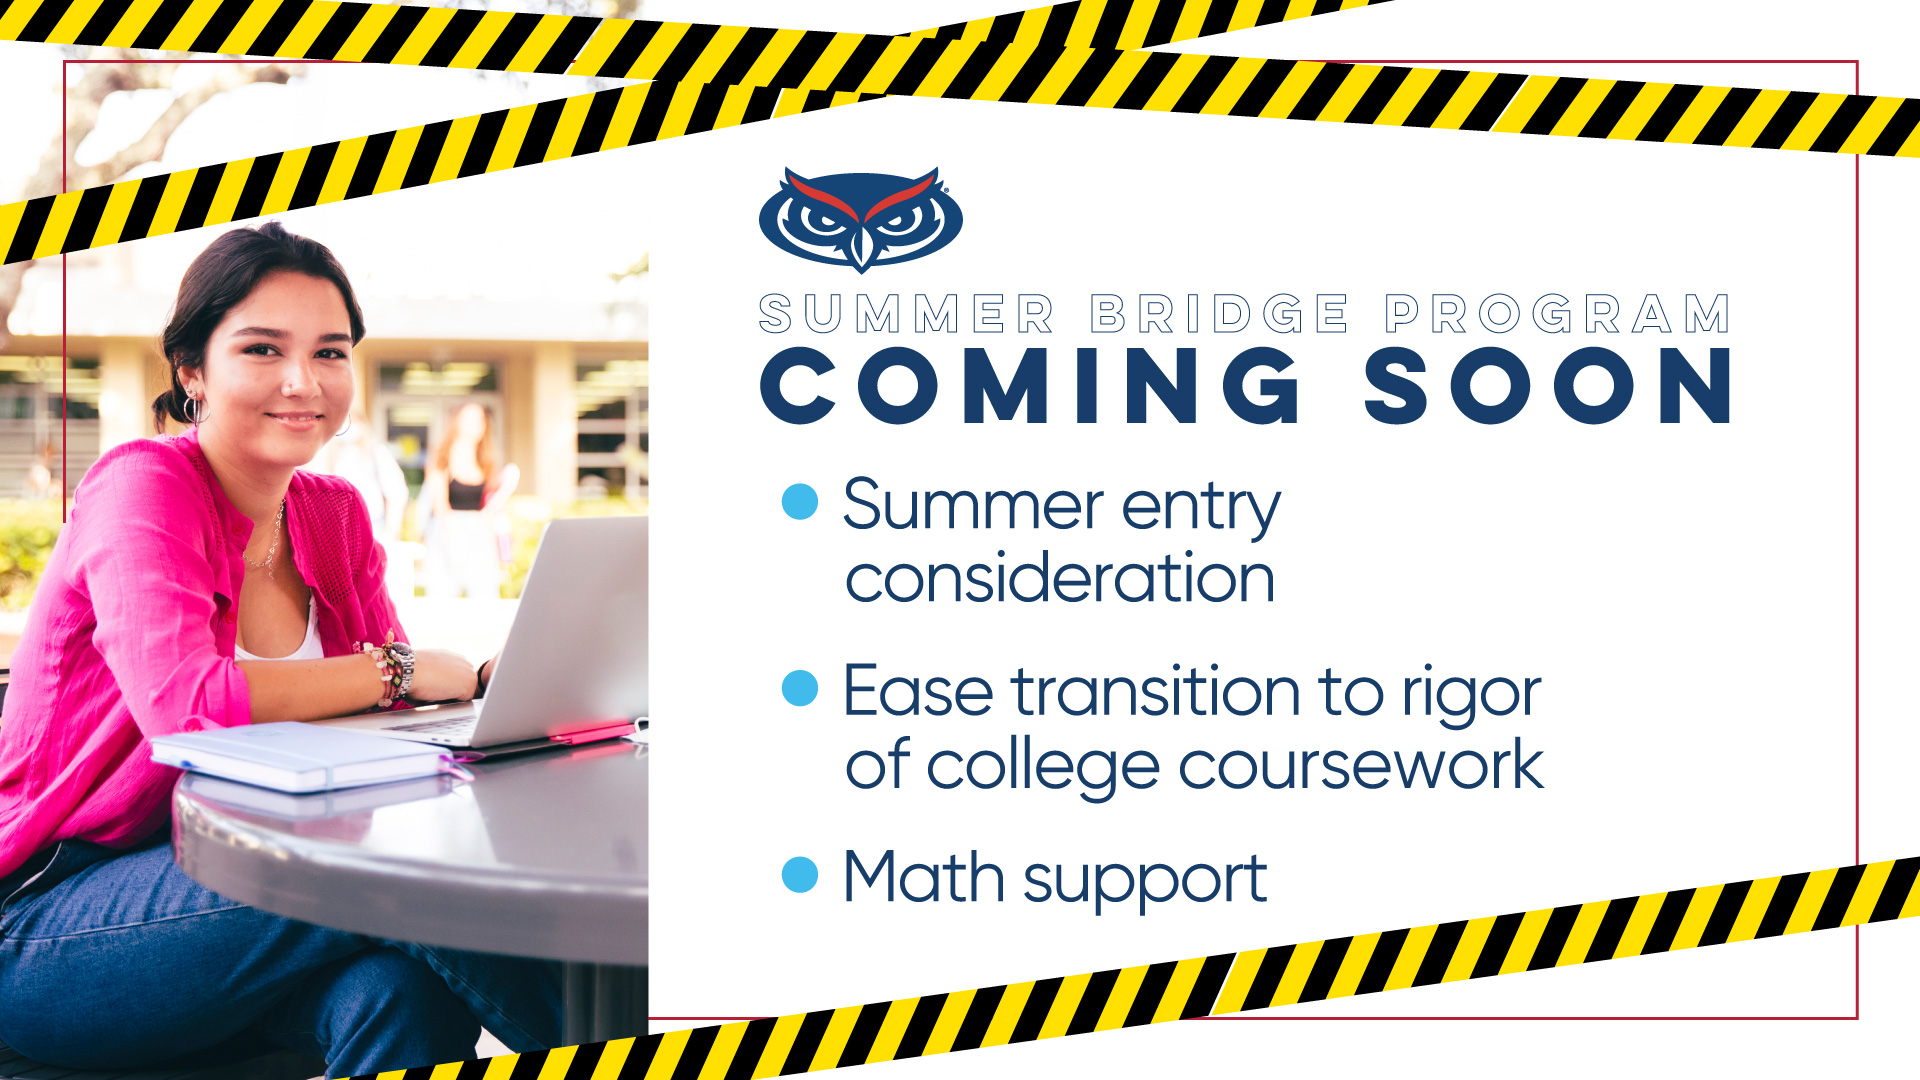 SUMMER BRIDGE PROGRAM
COMING SOON
Summer entry
consideration
Ease transition to rigor
of college coursework
Math support